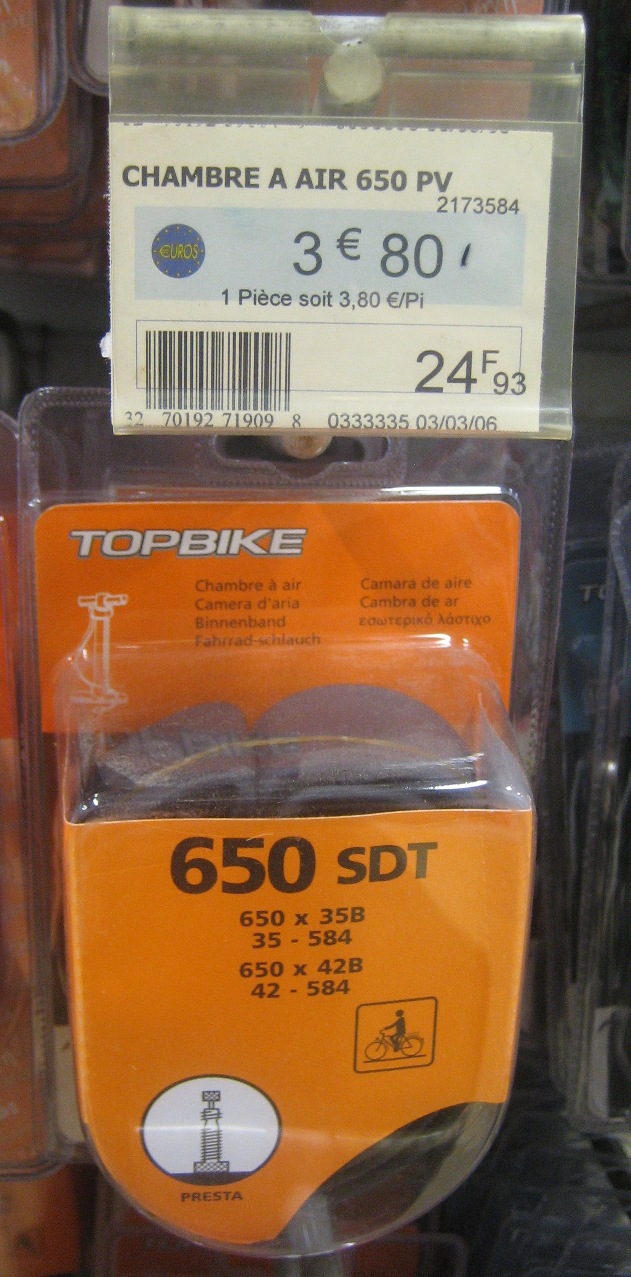 CHAMBRE A AIR 650 PV
2173584
€UROS
3 € 80
1 Pièce soit 3,80 €/Pi
24F93
32 70192 71909 8 0333335 03/03/06
TOPBIKE
Chambre à air
Camera d'aria
Binnenband
Fahrrad-schlauch
Camara de aire
Cambra de ar
εσωτερικό λάστιχο
650 SDT
650 x 35B
35 - 584
650 x 42B
42 - 584
PRESTA